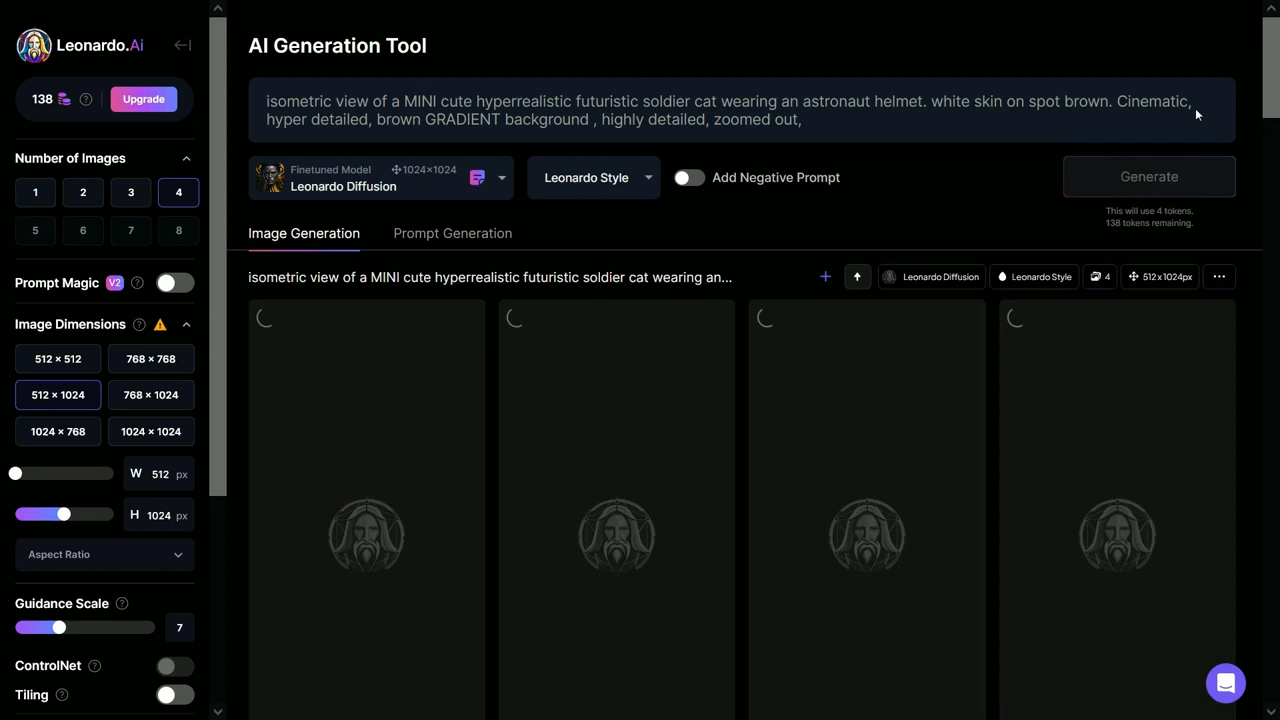 Leonardo.Ai
138
Upgrade
Number of Images
1
2
3
4
5
6
7
8
Prompt Magic V2
Image Dimensions
512 × 512
768 × 768
512 × 1024
768 × 1024
1024 × 768
1024 × 1024
W 512 px
H 1024 px
Aspect Ratio
Guidance Scale
7
ControlNet
Tiling
AI Generation Tool
isometric view of a MINI cute hyperrealistic futuristic soldier cat wearing an astronaut helmet. white skin on spot brown. Cinematic,
hyper detailed, brown GRADIENT background , highly detailed, zoomed out,
Finetuned Model 1024×1024
Leonardo Diffusion
Leonardo Style
Add Negative Prompt
Generate
This will use 4 tokens.
138 tokens remaining.
Image Generation
Prompt Generation
isometric view of a MINI cute hyperrealistic futuristic soldier cat wearing an...
Leonardo Diffusion
Leonardo Style
4
512x1024px